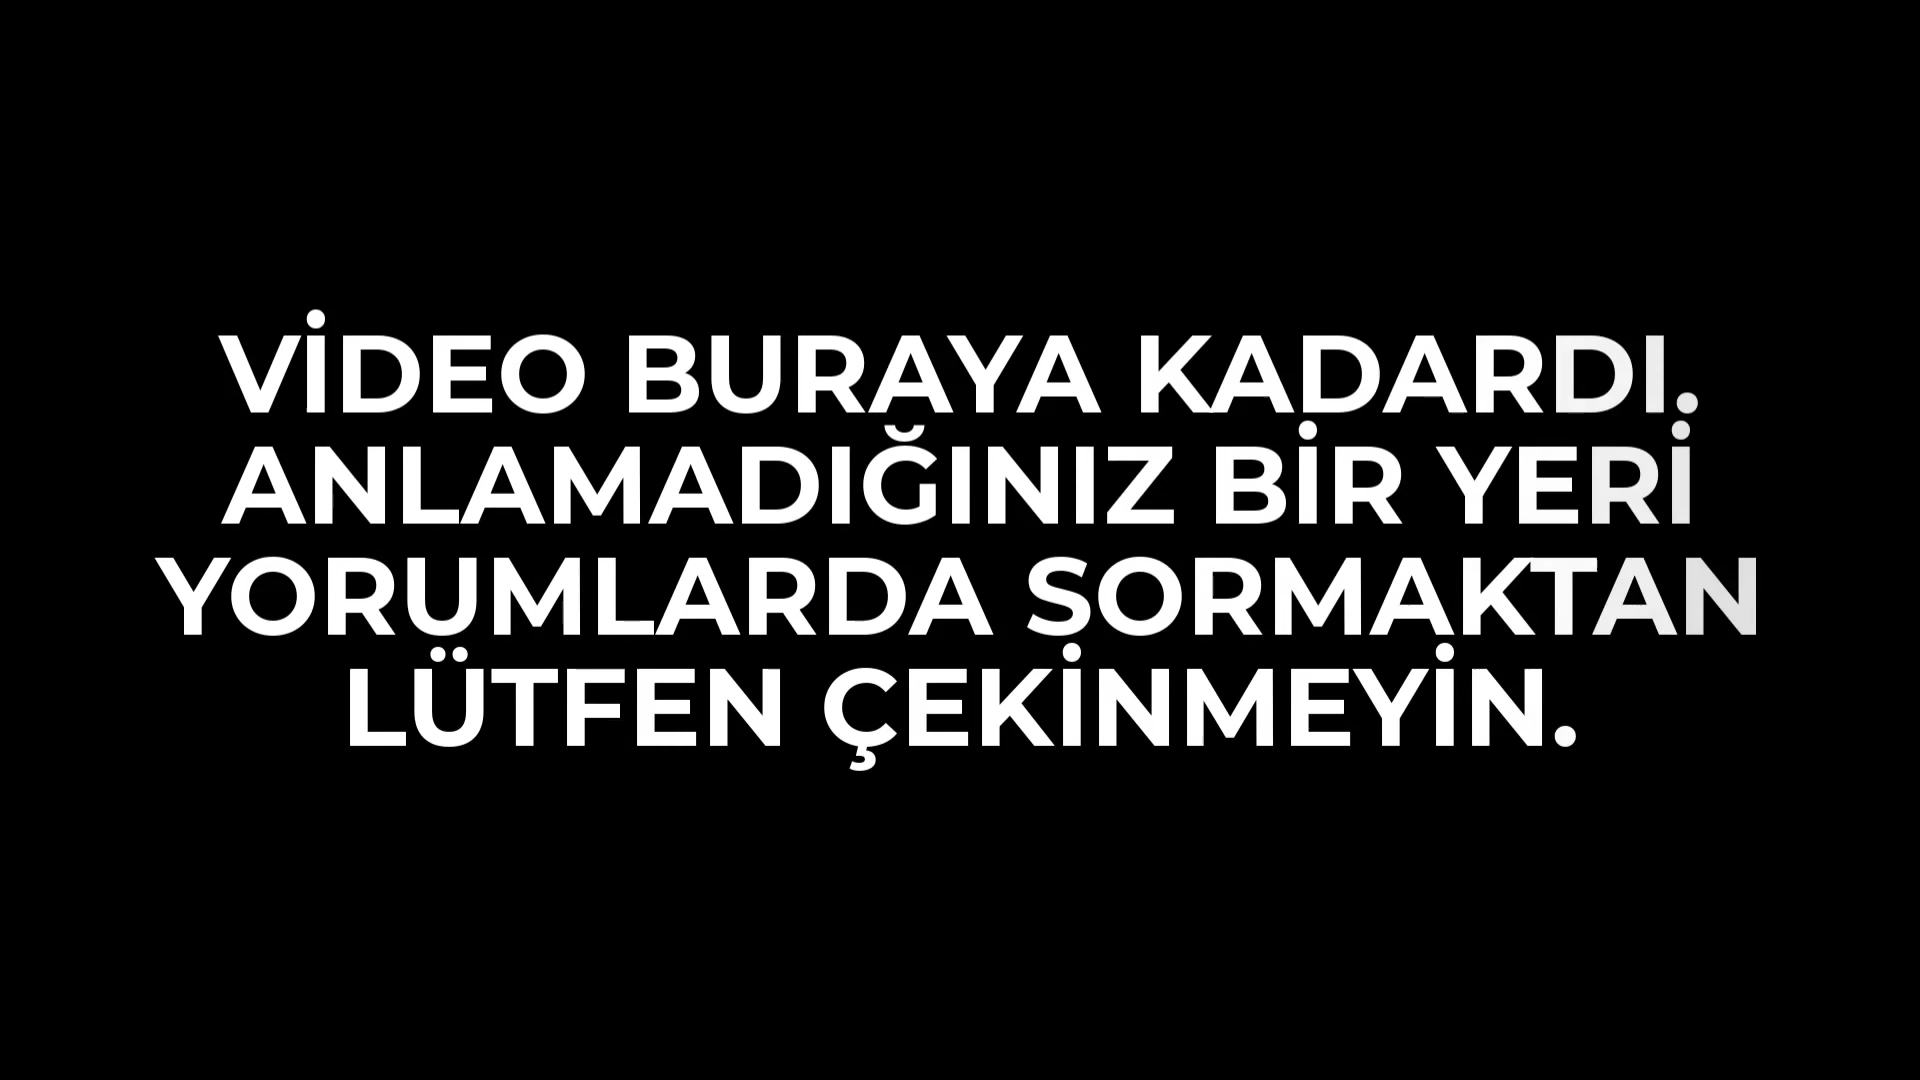 VİDEO BURAYA KADARDI.
ANLAMADIĞINIZ BİR YERİ
YORUMLARDA SORMAKTAN
LÜTFEN ÇEKİNMEYİN.